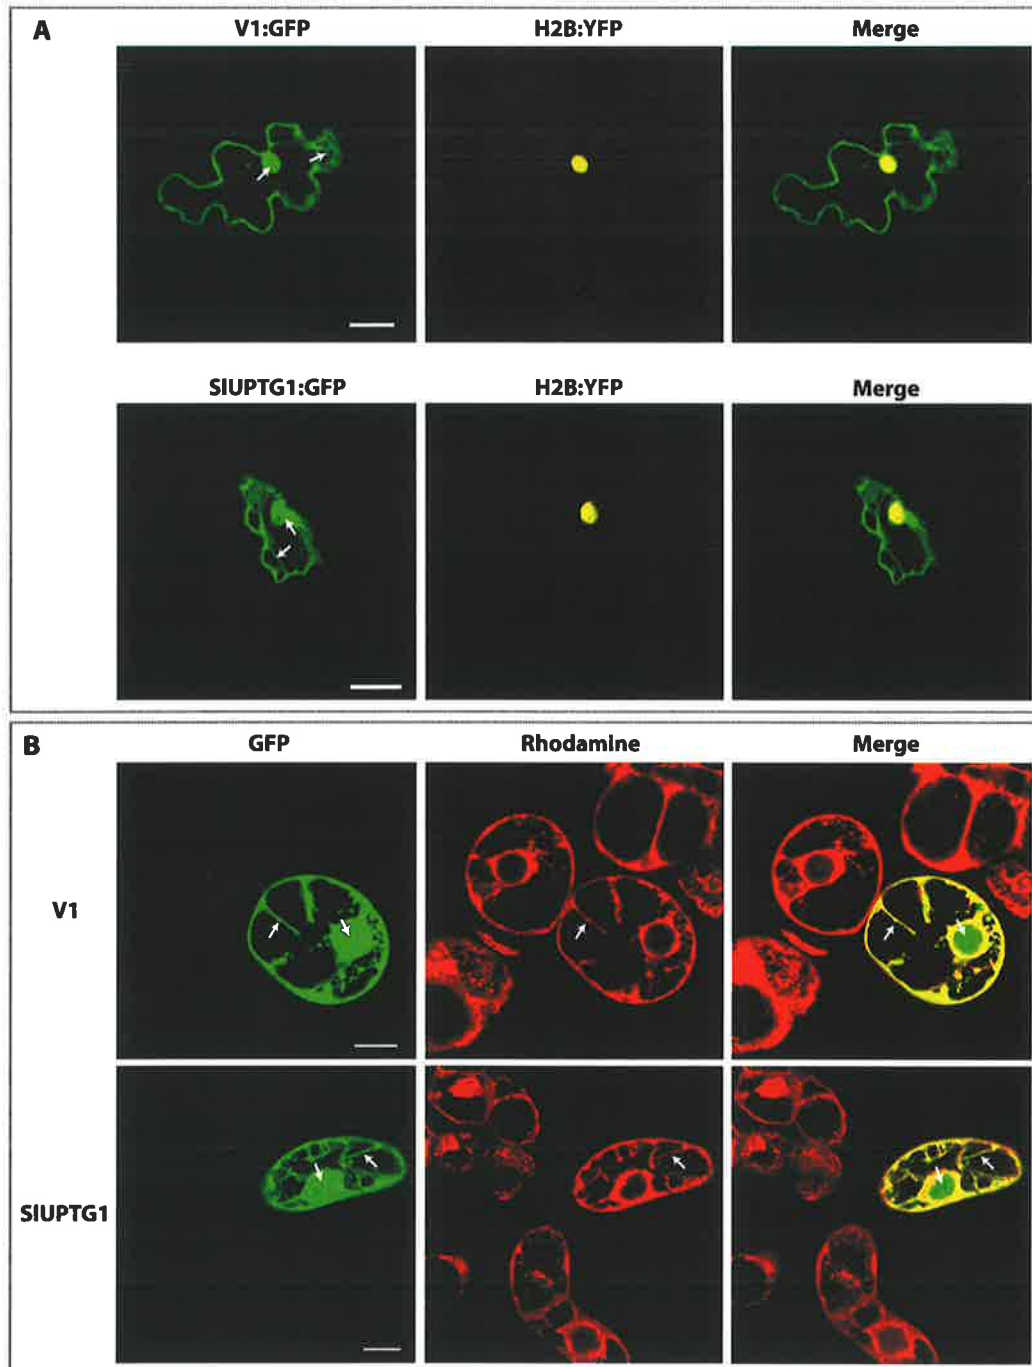 A
V1:GFP H2B:YFP Merge
SlUPTG1:GFP H2B:YFP Merge
B
GFP Rhodamine Merge
V1
SlUPTG1